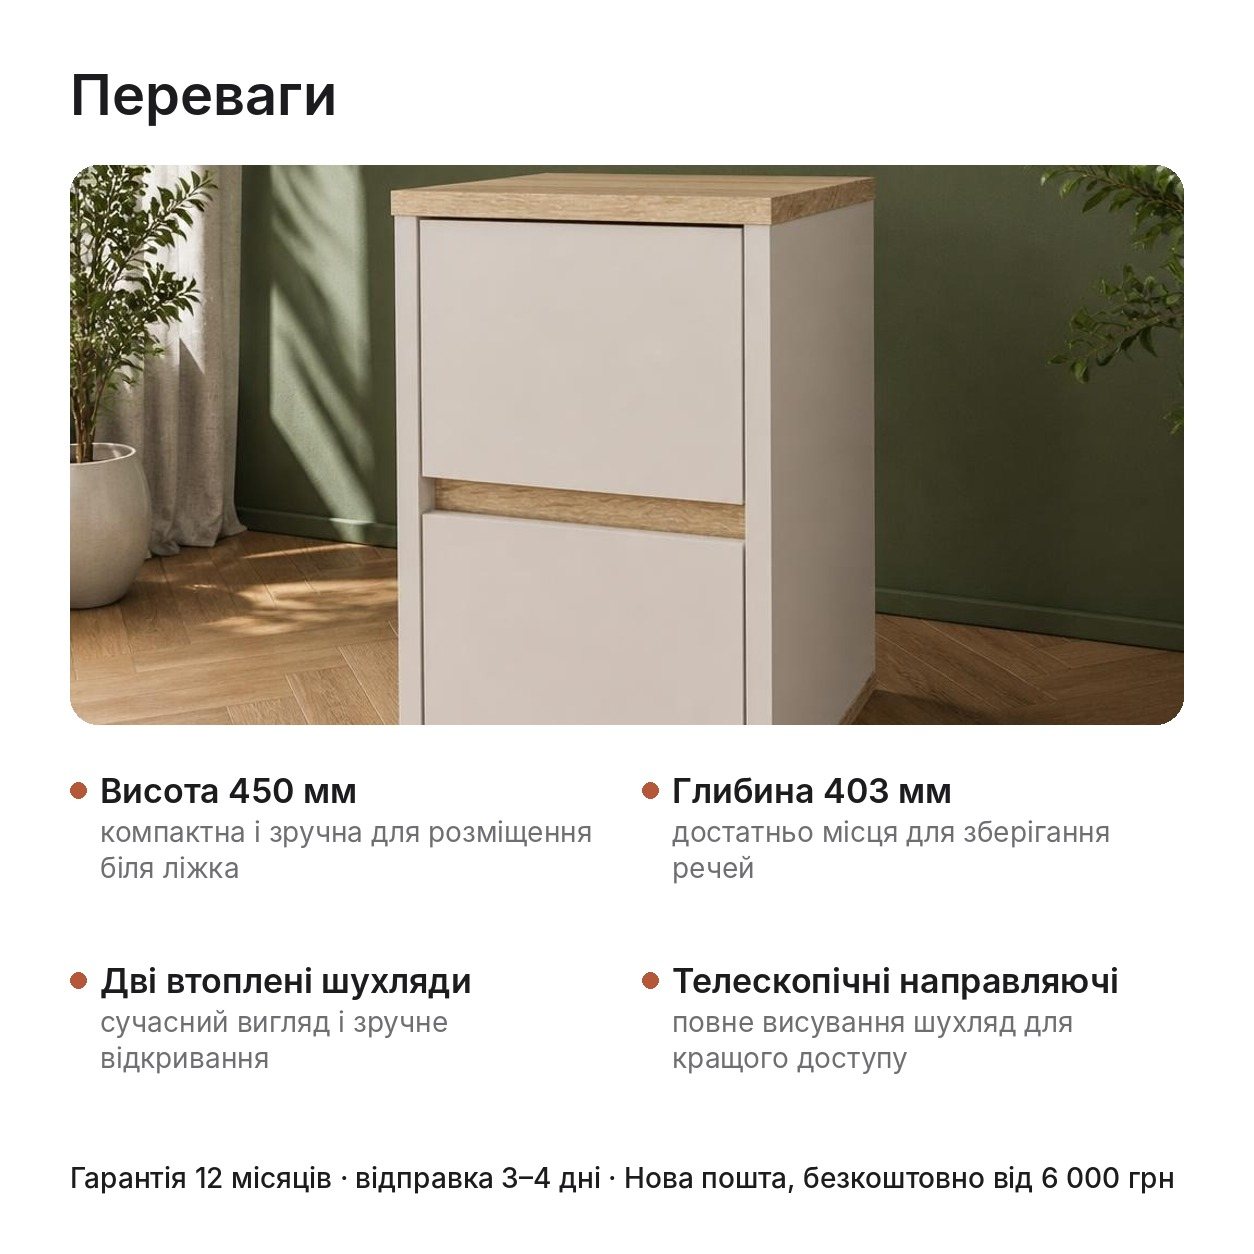 Переваги
Висота 450 мм
компактна і зручна для розміщення
біля ліжка
Глибина 403 мм
достатньо місця для зберігання
речей
Дві втоплені шухляди
сучасний вигляд і зручне
відкривання
Телескопічні направляючі
повне висування шухляд для
кращого доступу
Гарантія 12 місяців · відправка 3–4 дні · Нова пошта, безкоштовно від 6 000 грн